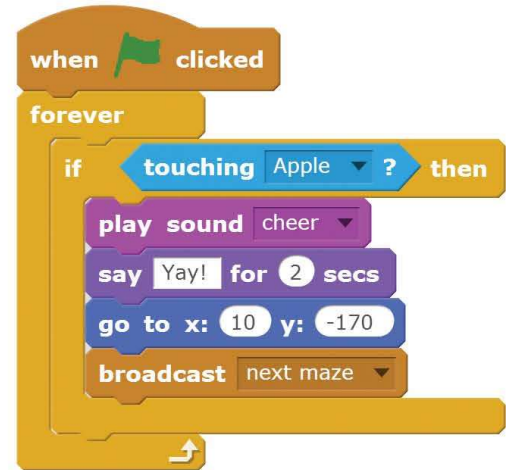 when clicked
forever
if touching Apple ? then
play sound cheer
say Yay! for 2 secs
go to x: 10 y: -170
broadcast next maze